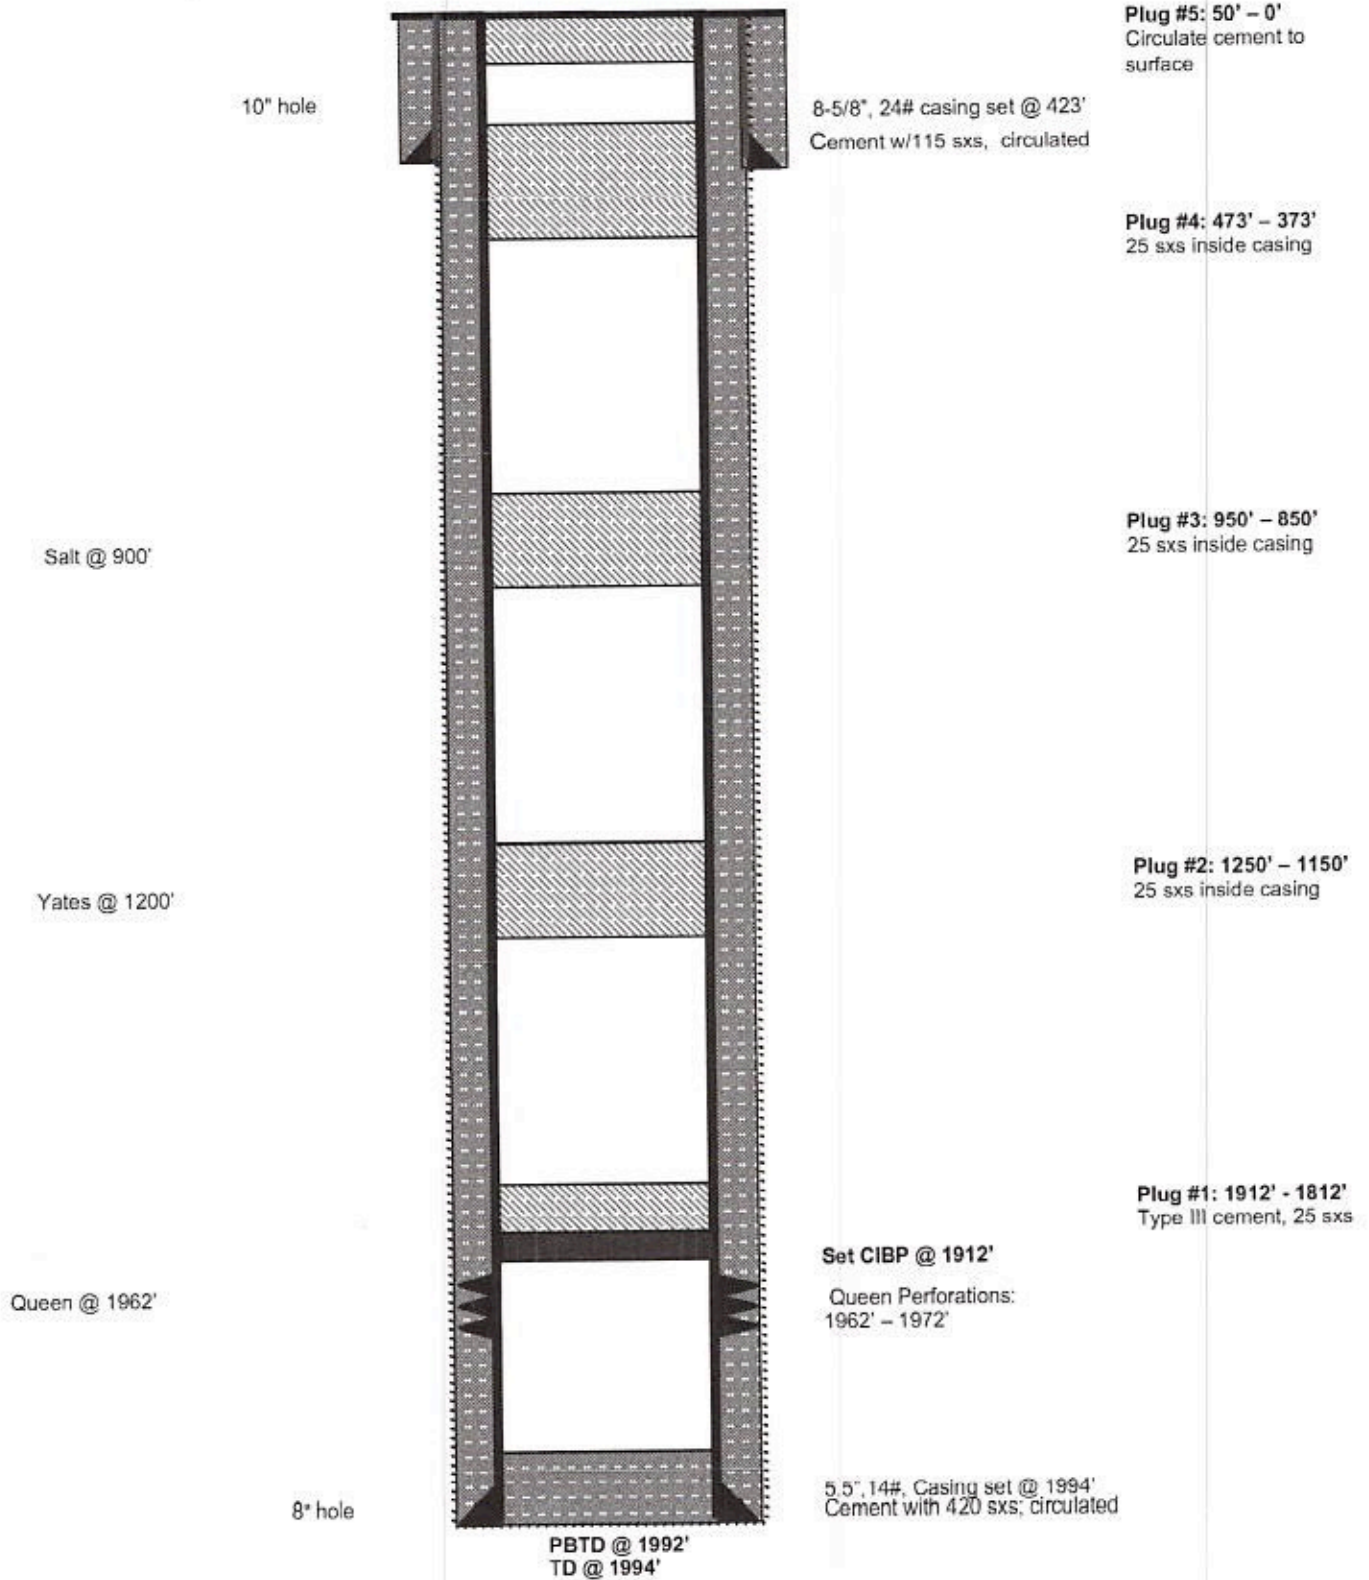 Plug #5: 50' – 0'
Circulate cement to
surface
10" hole
8-5/8", 24# casing set @ 423'
Cement w/115 sxs, circulated
Plug #4: 473' – 373'
25 sxs inside casing
Plug #3: 950' – 850'
25 sxs inside casing
Salt @ 900'
Plug #2: 1250' – 1150'
25 sxs inside casing
Yates @ 1200'
Plug #1: 1912' - 1812'
Type III cement, 25 sxs
Set CIBP @ 1912'
Queen @ 1962'
Queen Perforations:
1962' – 1972'
8" hole
5.5",14#, Casing set @ 1994'
Cement with 420 sxs; circulated
PBTD @ 1992'
TD @ 1994'